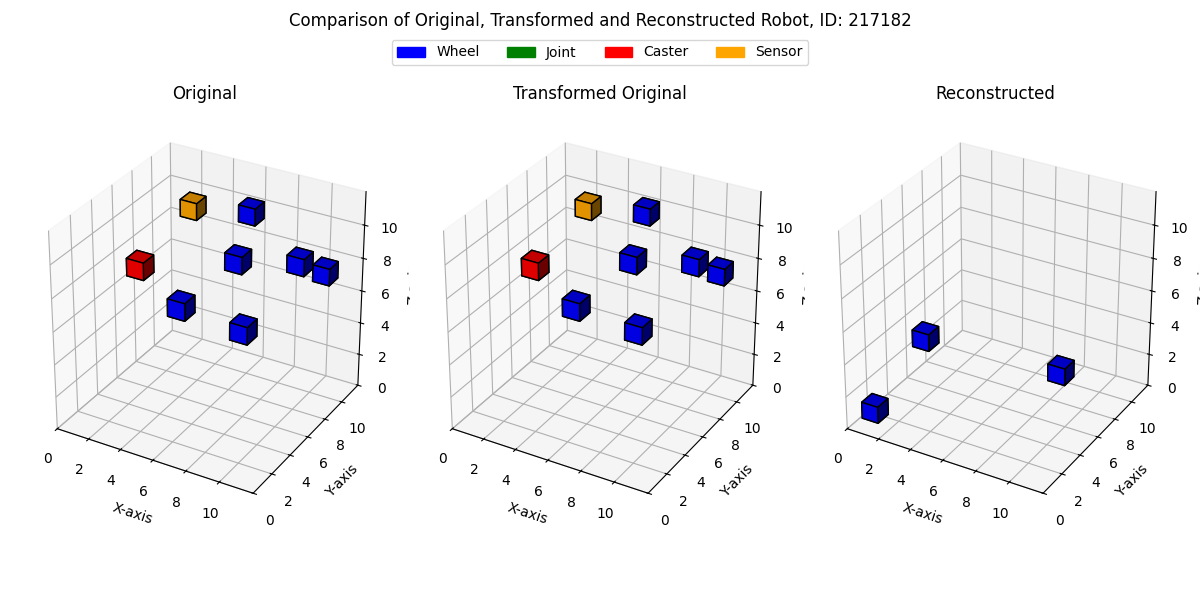 Comparison of Original, Transformed and Reconstructed Robot, ID: 217182
Wheel Joint Caster Sensor
Original Transformed Original Reconstructed
10 10 10
8 8 8
6 6 6
4 4 4
2 2 2
0 0 0
0 2 4 6 8 10 0 2 4 6 8 10 0 2 4 6 8 10
0 2 4 6 8 10 0 2 4 6 8 10 0 2 4 6 8 10
X-axis Y-axis X-axis Y-axis X-axis Y-axis